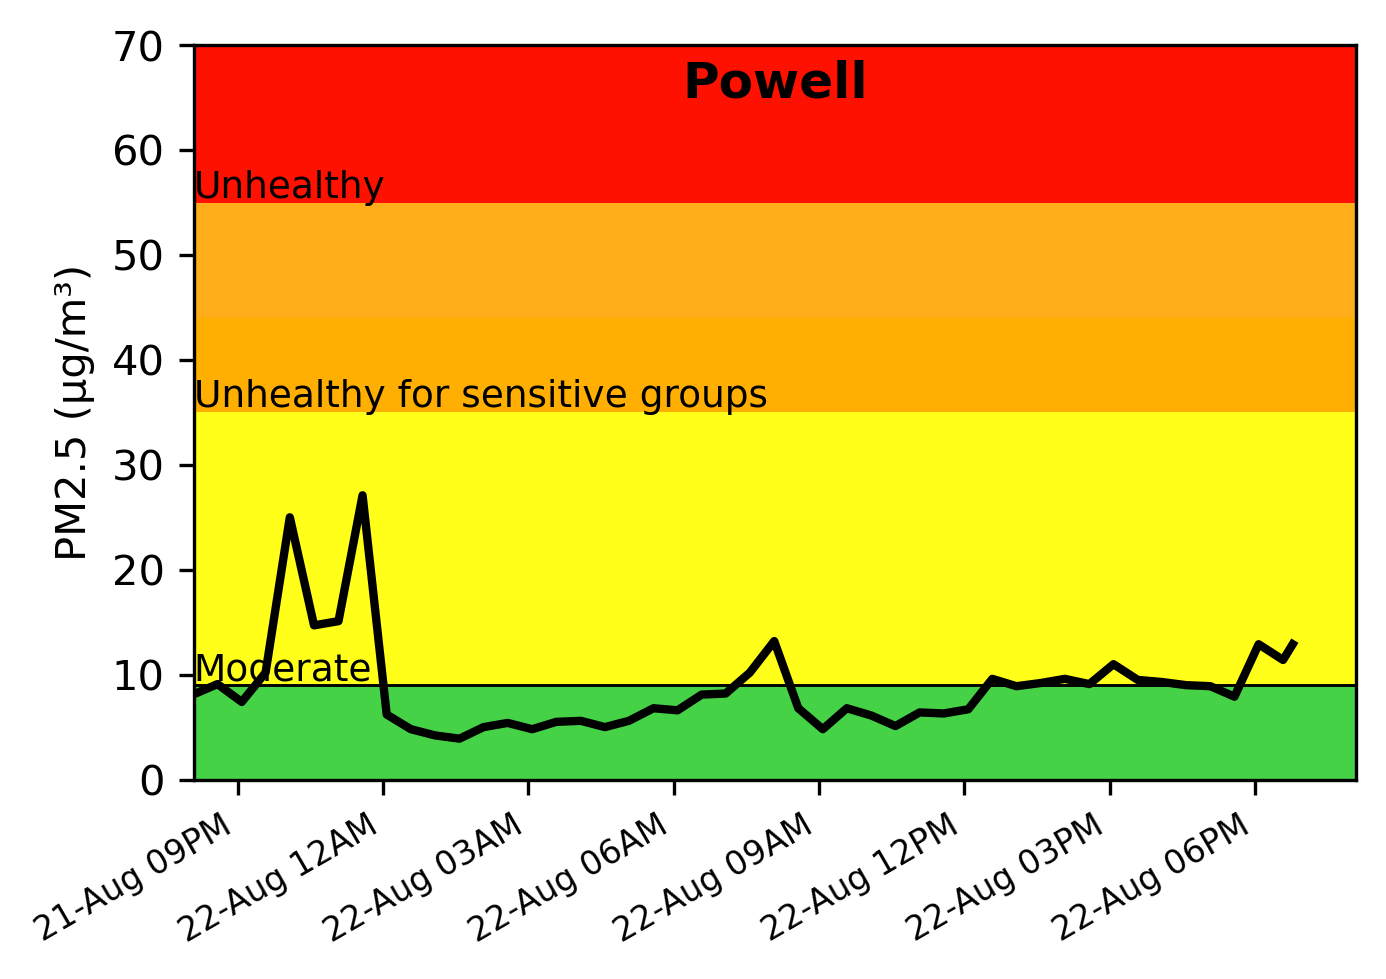 Powell
70
60
50
40
30
20
10
0
PM2.5 (µg/m³)
Unhealthy
Unhealthy for sensitive groups
Moderate
21-Aug 09PM
22-Aug 12AM
22-Aug 03AM
22-Aug 06AM
22-Aug 09AM
22-Aug 12PM
22-Aug 03PM
22-Aug 06PM